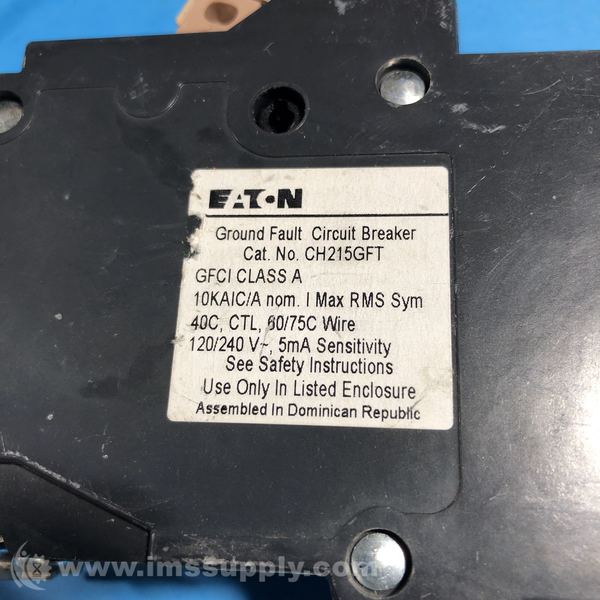 EATON
Ground Fault Circuit Breaker
Cat. No. CH215GFT
GFCI CLASS A
10KAIC/A nom. I Max RMS Sym
40C, CTL, 60/75C Wire
120/240 V~, 5mA Sensitivity
See Safety Instructions
Use Only In Listed Enclosure
Assembled In Dominican Republic
www.imssupply.com